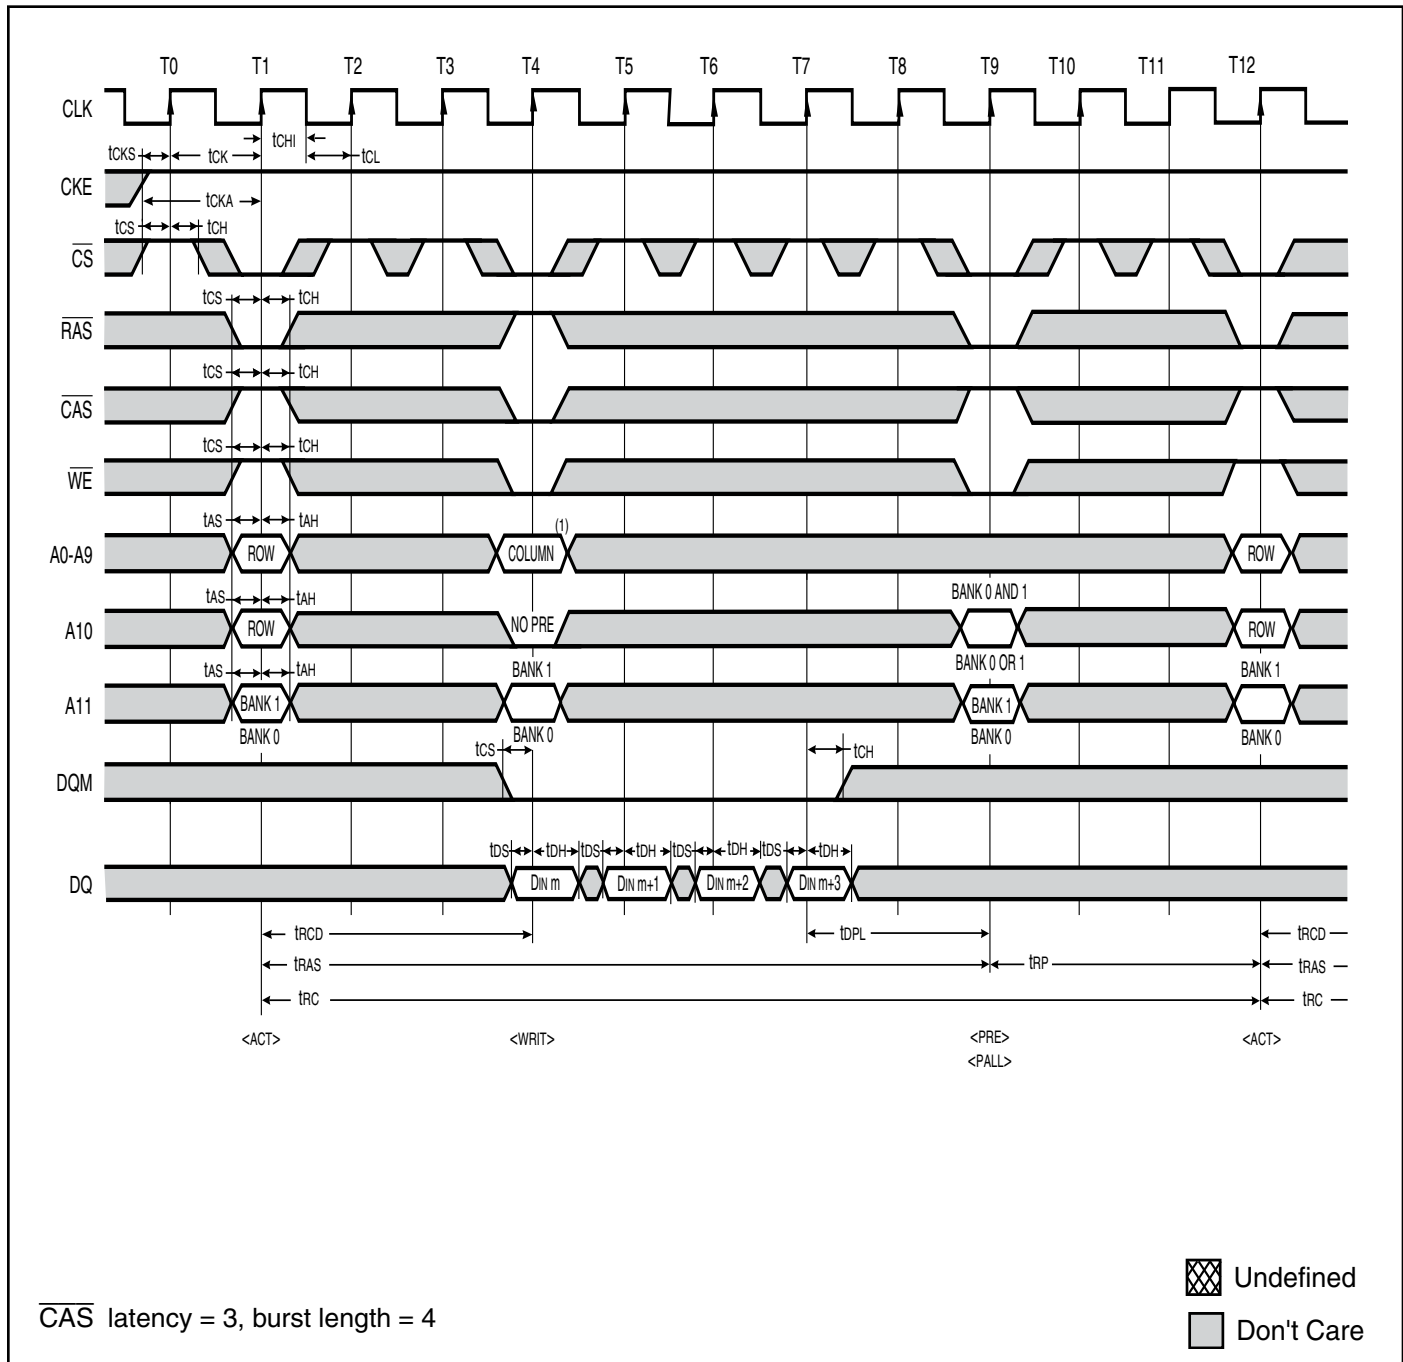 T0 T1 T2 T3 T4 T5 T6 T7 T8 T9 T10 T11 T12
CLK
tCHI
tCKS tCK tCL
CKE
tCKA
tCS tCH
CS
tCS tCH
RAS
tCS tCH
CAS
tCS tCH
WE
tAS tAH (1)
A0-A9 ROW COLUMN ROW
tAS tAH BANK 0 AND 1
A10 ROW NO PRE ROW
tAS tAH BANK 1 BANK 0 OR 1 BANK 1
A11 BANK 1 BANK 1
BANK 0 BANK 0 BANK 0 BANK 0
tCS tCH
DQM
tDS tDH tDS tDH tDS tDH tDS tDH
DQ DIN m DIN m+1 DIN m+2 DIN m+3
tRCD tDPL tRCD
tRAS tRP tRAS
tRC tRC
<ACT> <WRIT> <PRE> <ACT>
<PALL>
Undefined
CAS latency = 3, burst length = 4
Don't Care